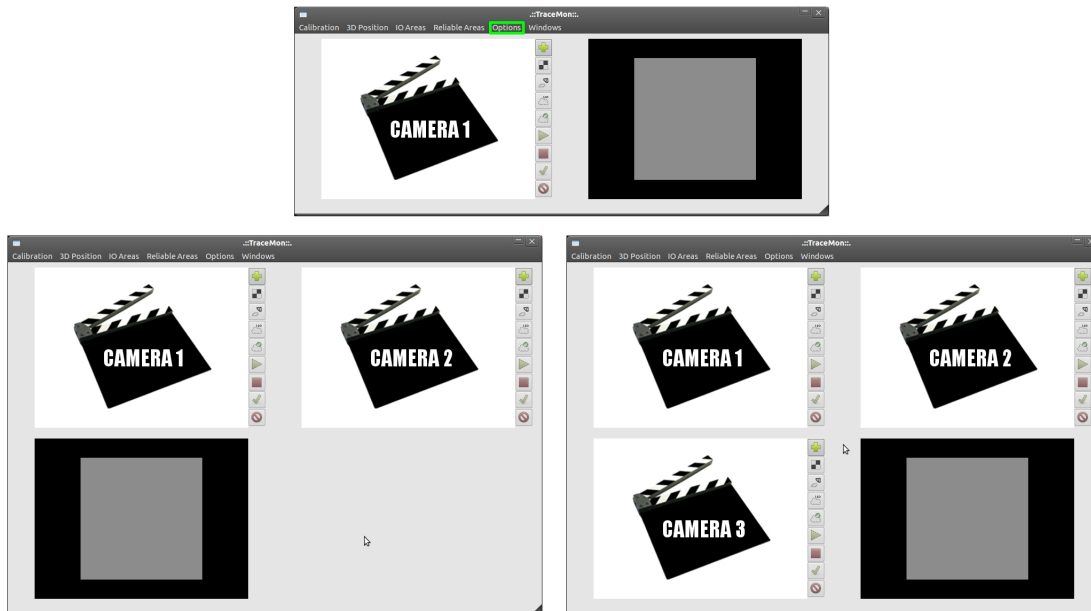 .::TraceMon::.
Calibration 3D Position IO Areas Reliable Areas Options Windows
CAMERA 1
.::TraceMon::.
Calibration 3D Position IO Areas Reliable Areas Options Windows
CAMERA 1
CAMERA 2
.::TraceMon::.
Calibration 3D Position IO Areas Reliable Areas Options Windows
CAMERA 1
CAMERA 2
CAMERA 3